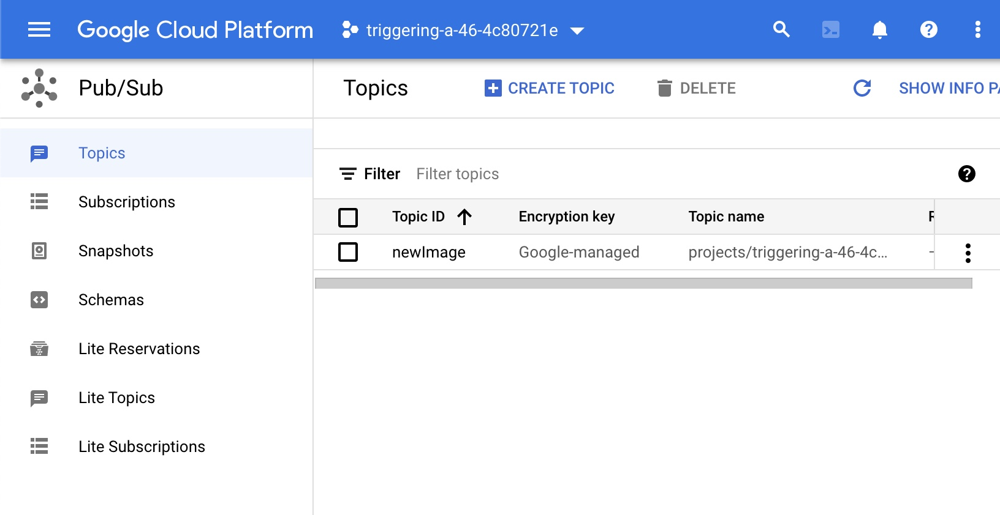 Google Cloud Platform triggering-a-46-4c80721e
Pub/Sub
Topics CREATE TOPIC DELETE SHOW INFO
Topics
Subscriptions
Snapshots
Schemas
Lite Reservations
Lite Topics
Lite Subscriptions
Filter Filter topics
Topic ID Encryption key Topic name
newImage Google-managed projects/triggering-a-46-4c... -